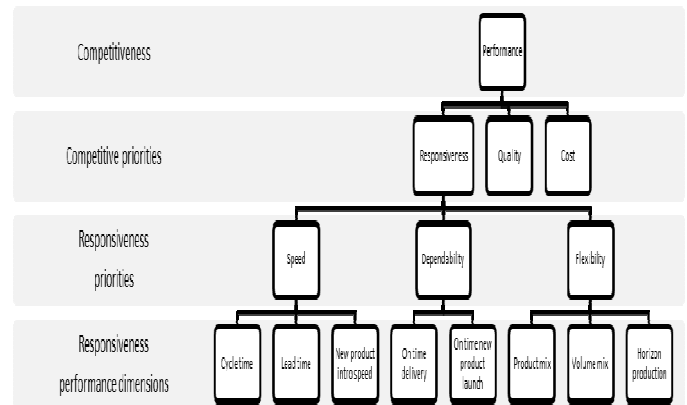 Competitiveness
Performance
Competitive priorities
Responsiveness
Quality
Cost
Responsiveness
priorities
Speed
Dependability
Flexibility
Responsiveness
performance dimensions
Cycle time
Lead time
New product
intro speed
On time
delivery
On time new
product
launch
Product mix
Volume mix
Horizon
production